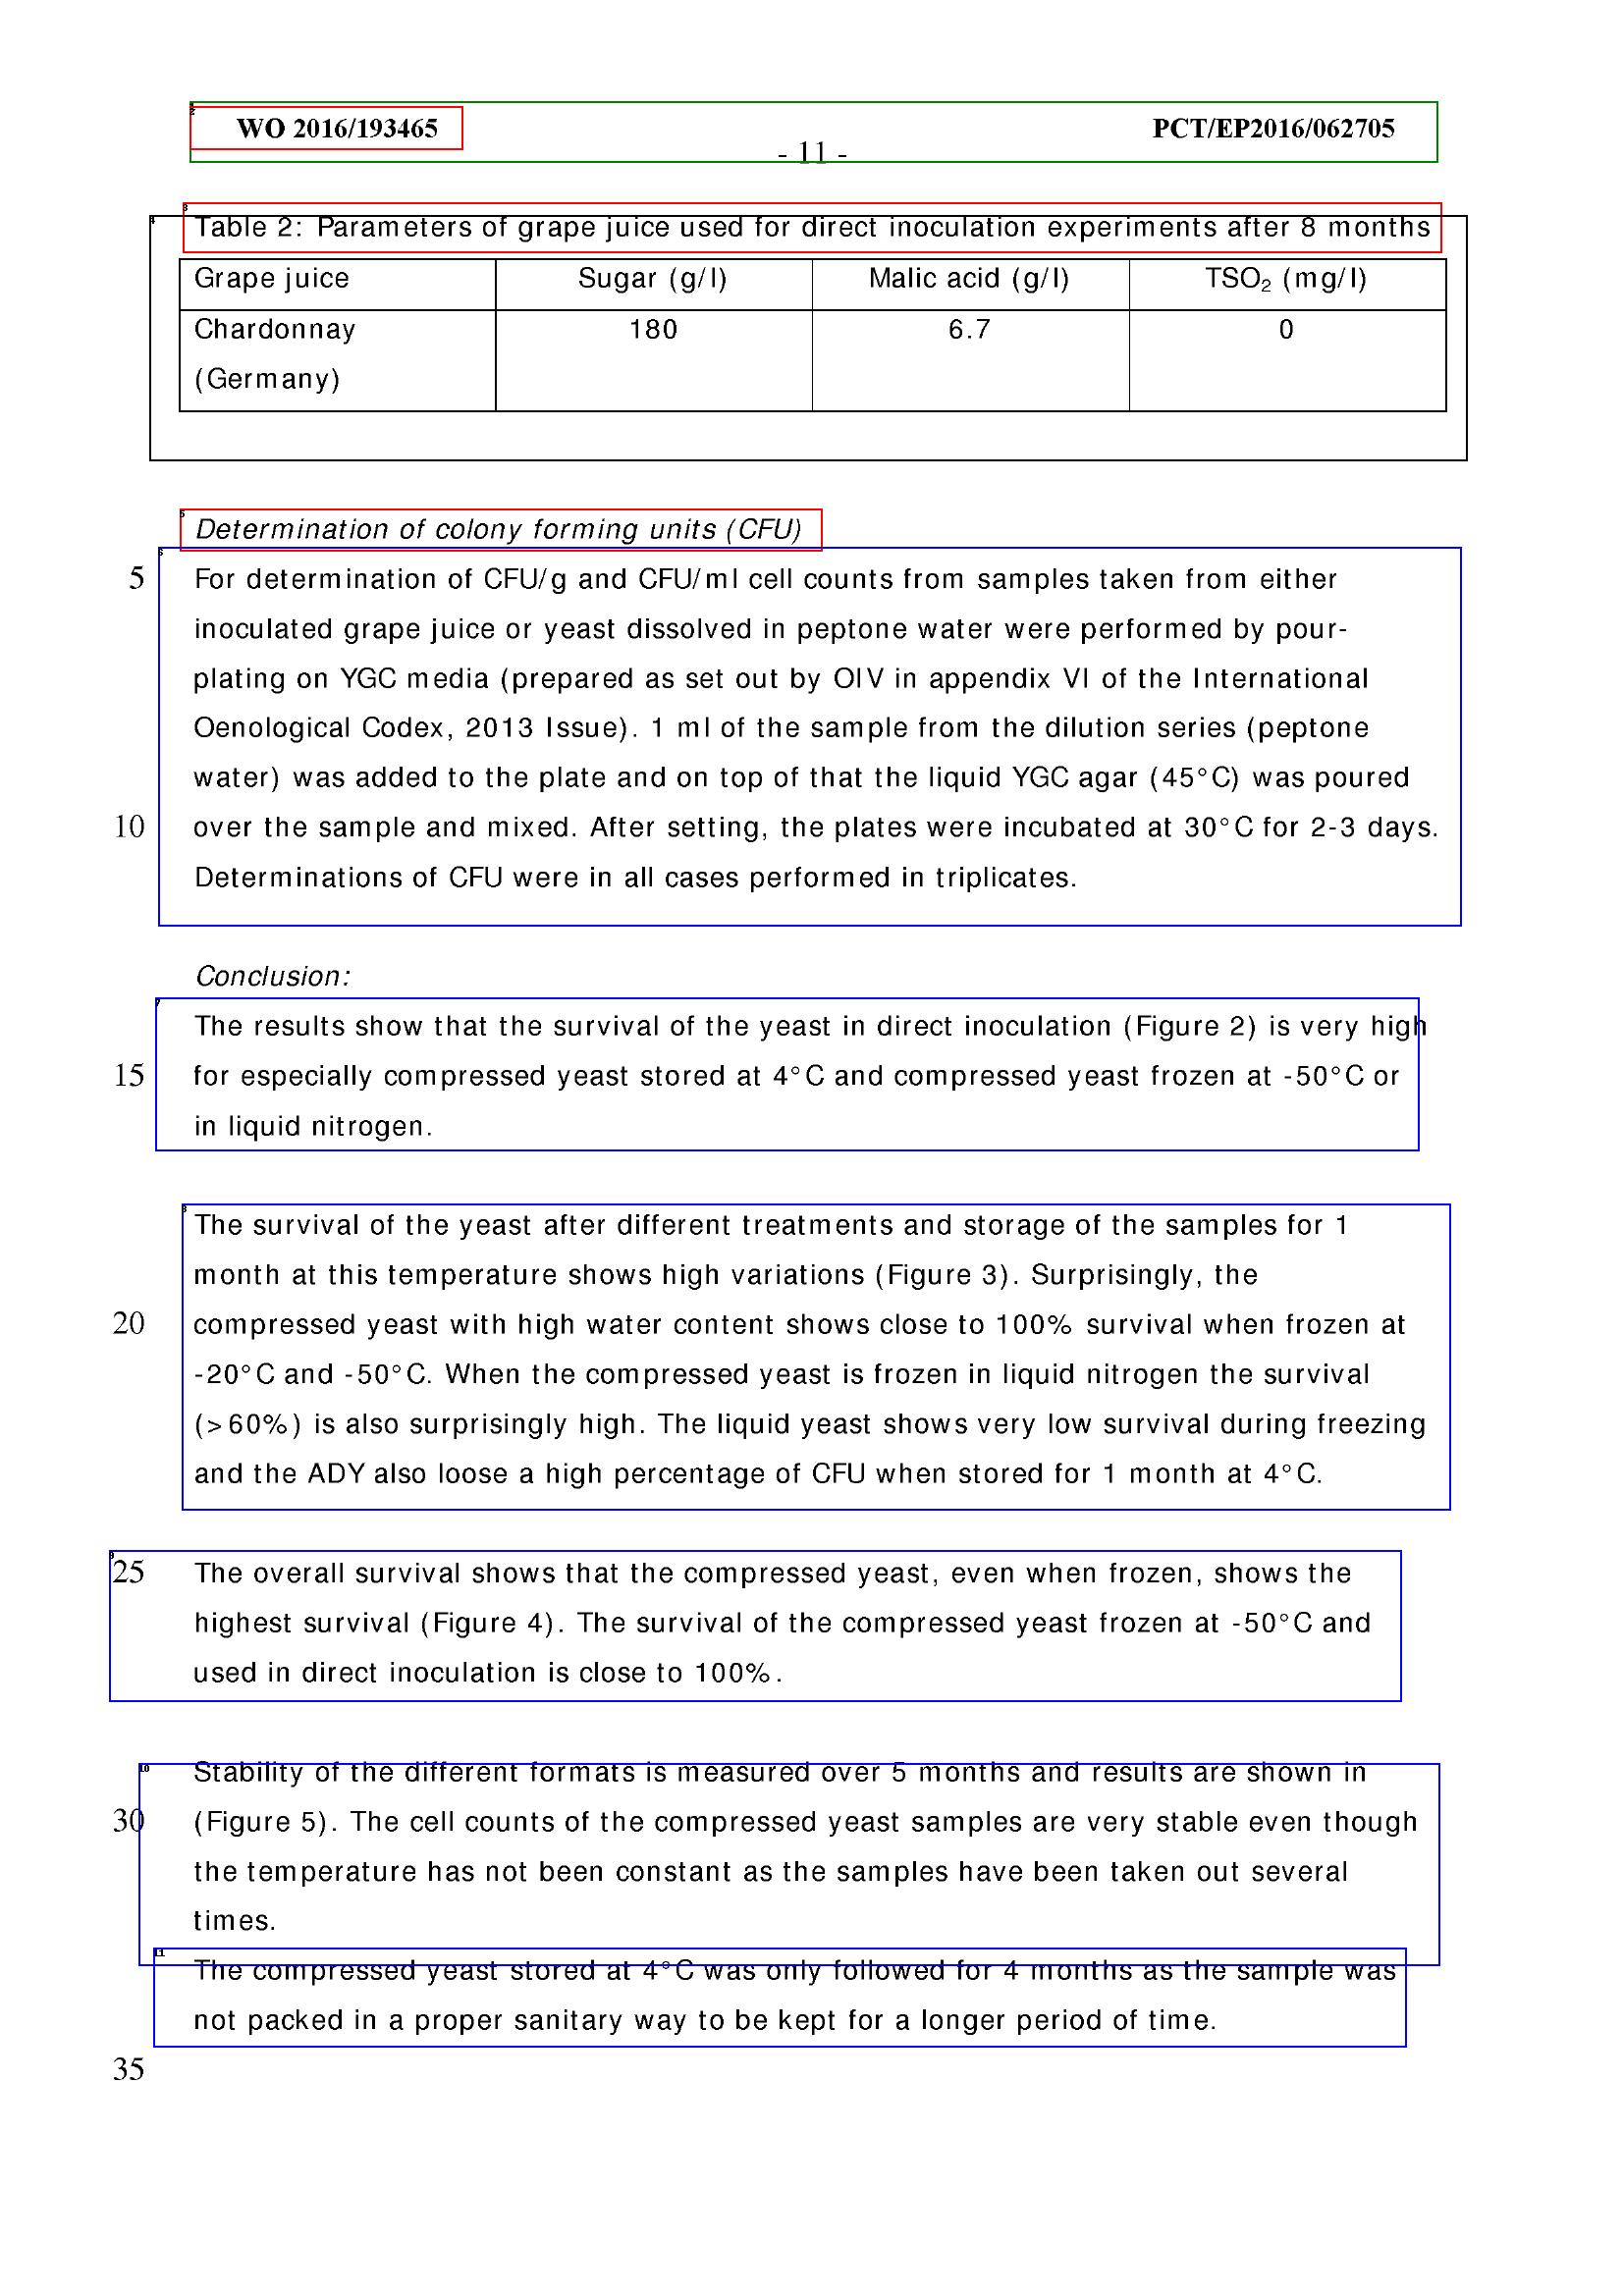 WO 2016/193465 PCT/EP2016/062705
- 11 -
Table 2: Parameters of grape juice used for direct inoculation experiments after 8 months
Grape juice Sugar (g/l) Malic acid (g/l) TSO₂ (mg/l)
Chardonnay 180 6.7 0
(Germany)
Determination of colony forming units (CFU)
5 For determination of CFU/g and CFU/ml cell counts from samples taken from either
inoculated grape juice or yeast dissolved in peptone water were performed by pour-
plating on YGC media (prepared as set out by OIV in appendix VI of the International
Oenological Codex, 2013 Issue). 1 ml of the sample from the dilution series (peptone
water) was added to the plate and on top of that the liquid YGC agar (45°C) was poured
10 over the sample and mixed. After setting, the plates were incubated at 30°C for 2-3 days.
Determinations of CFU were in all cases performed in triplicates.
Conclusion:
The results show that the survival of the yeast in direct inoculation (Figure 2) is very high
15 for especially compressed yeast stored at 4°C and compressed yeast frozen at -50°C or
in liquid nitrogen.
The survival of the yeast after different treatments and storage of the samples for 1
month at this temperature shows high variations (Figure 3). Surprisingly, the
20 compressed yeast with high water content shows close to 100% survival when frozen at
-20°C and -50°C. When the compressed yeast is frozen in liquid nitrogen the survival
(>60%) is also surprisingly high. The liquid yeast shows very low survival during freezing
and the ADY also loose a high percentage of CFU when stored for 1 month at 4°C.
25 The overall survival shows that the compressed yeast, even when frozen, shows the
highest survival (Figure 4). The survival of the compressed yeast frozen at -50°C and
used in direct inoculation is close to 100%.
Stability of the different formats is measured over 5 months and results are shown in
30 (Figure 5). The cell counts of the compressed yeast samples are very stable even though
the temperature has not been constant as the samples have been taken out several
times.
The compressed yeast stored at 4°C was only followed for 4 months as the sample was
not packed in a proper sanitary way to be kept for a longer period of time.
35